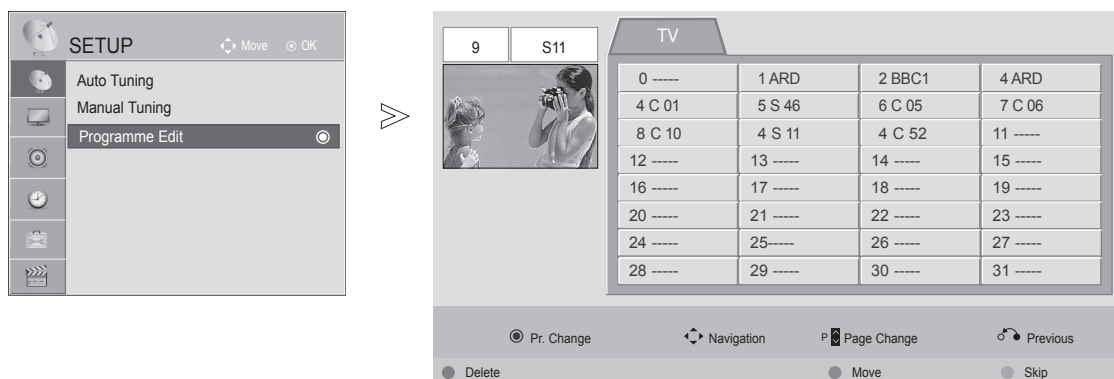 SETUP
Move OK
Auto Tuning
Manual Tuning
Programme Edit
9 S11
TV
0 ----- 1 ARD 2 BBC1 4 ARD
4 C 01 5 S 46 6 C 05 7 C 06
8 C 10 4 S 11 4 C 52 11 -----
12 ----- 13 ----- 14 ----- 15 -----
16 ----- 17 ----- 18 ----- 19 -----
20 ----- 21 ----- 22 ----- 23 -----
24 ----- 25----- 26 ----- 27 -----
28 ----- 29 ----- 30 ----- 31 -----
Pr. Change Navigation P Page Change Previous
Delete Move Skip